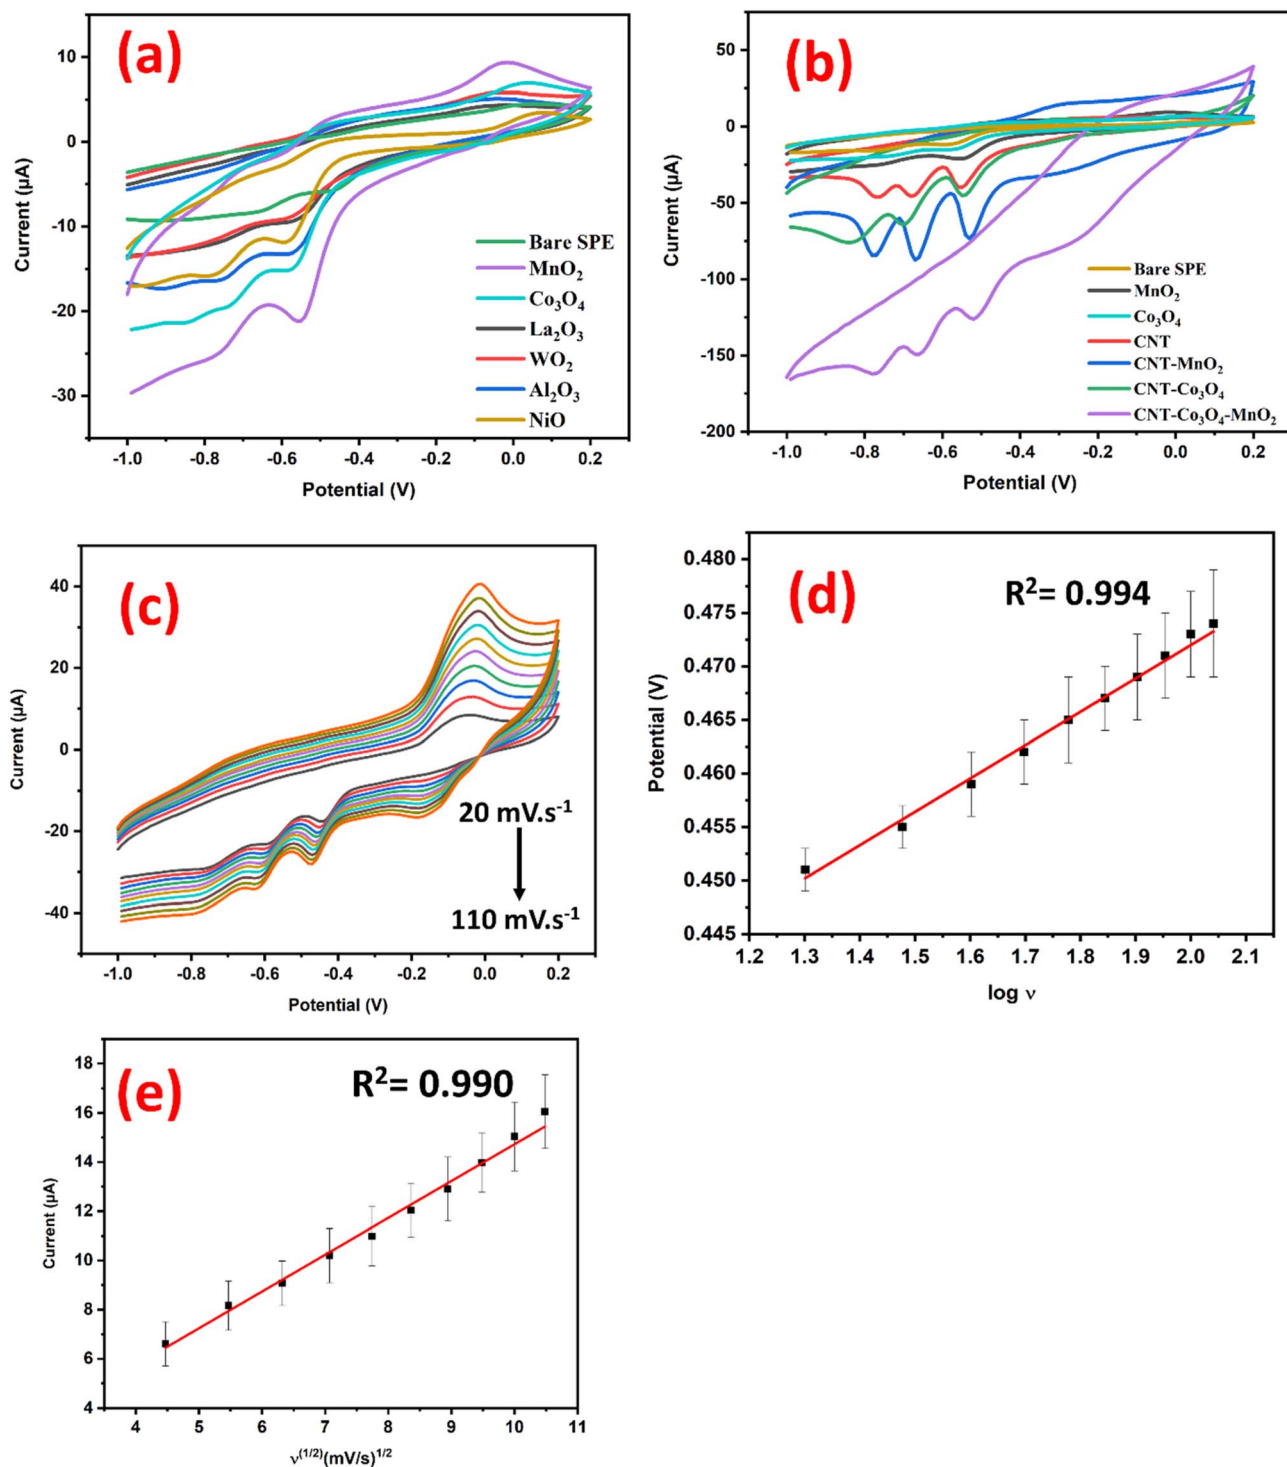 (a)
10
0
-10
-20
-30
Current (µA)
Bare SPE
MnO₂
Co₃O₄
La₂O₃
WO₂
Al₂O₃
NiO
-1.0 -0.8 -0.6 -0.4 -0.2 0.0 0.2
Potential (V)
(b)
75
50
25
0
-50
-100
-150
-200
Current (µA)
Bare SPE
MnO₂
Co₃O₄
CNT
CNT-MnO₂
CNT-Co₃O₄
CNT-Co₃O₄-MnO₂
-1.0 -0.8 -0.6 -0.4 -0.2 0.0 0.2
Potential (V)
(c)
40
20
0
-20
-40
Current (µA)
20 mV.s⁻¹
110 mV.s⁻¹
-1.0 -0.8 -0.6 -0.4 -0.2 0.0 0.2
Potential (V)
(d)
R²= 0.994
0.480
0.475
0.470
0.465
0.460
0.455
0.450
0.445
Potential (V)
1.2 1.3 1.4 1.5 1.6 1.7 1.8 1.9 2.0 2.1
log ν
(e)
R²= 0.990
18
16
14
12
10
8
6
4
Current (µA)
4 5 6 7 8 9 10 11
ν⁽¹/²⁾(mV/s)¹/²